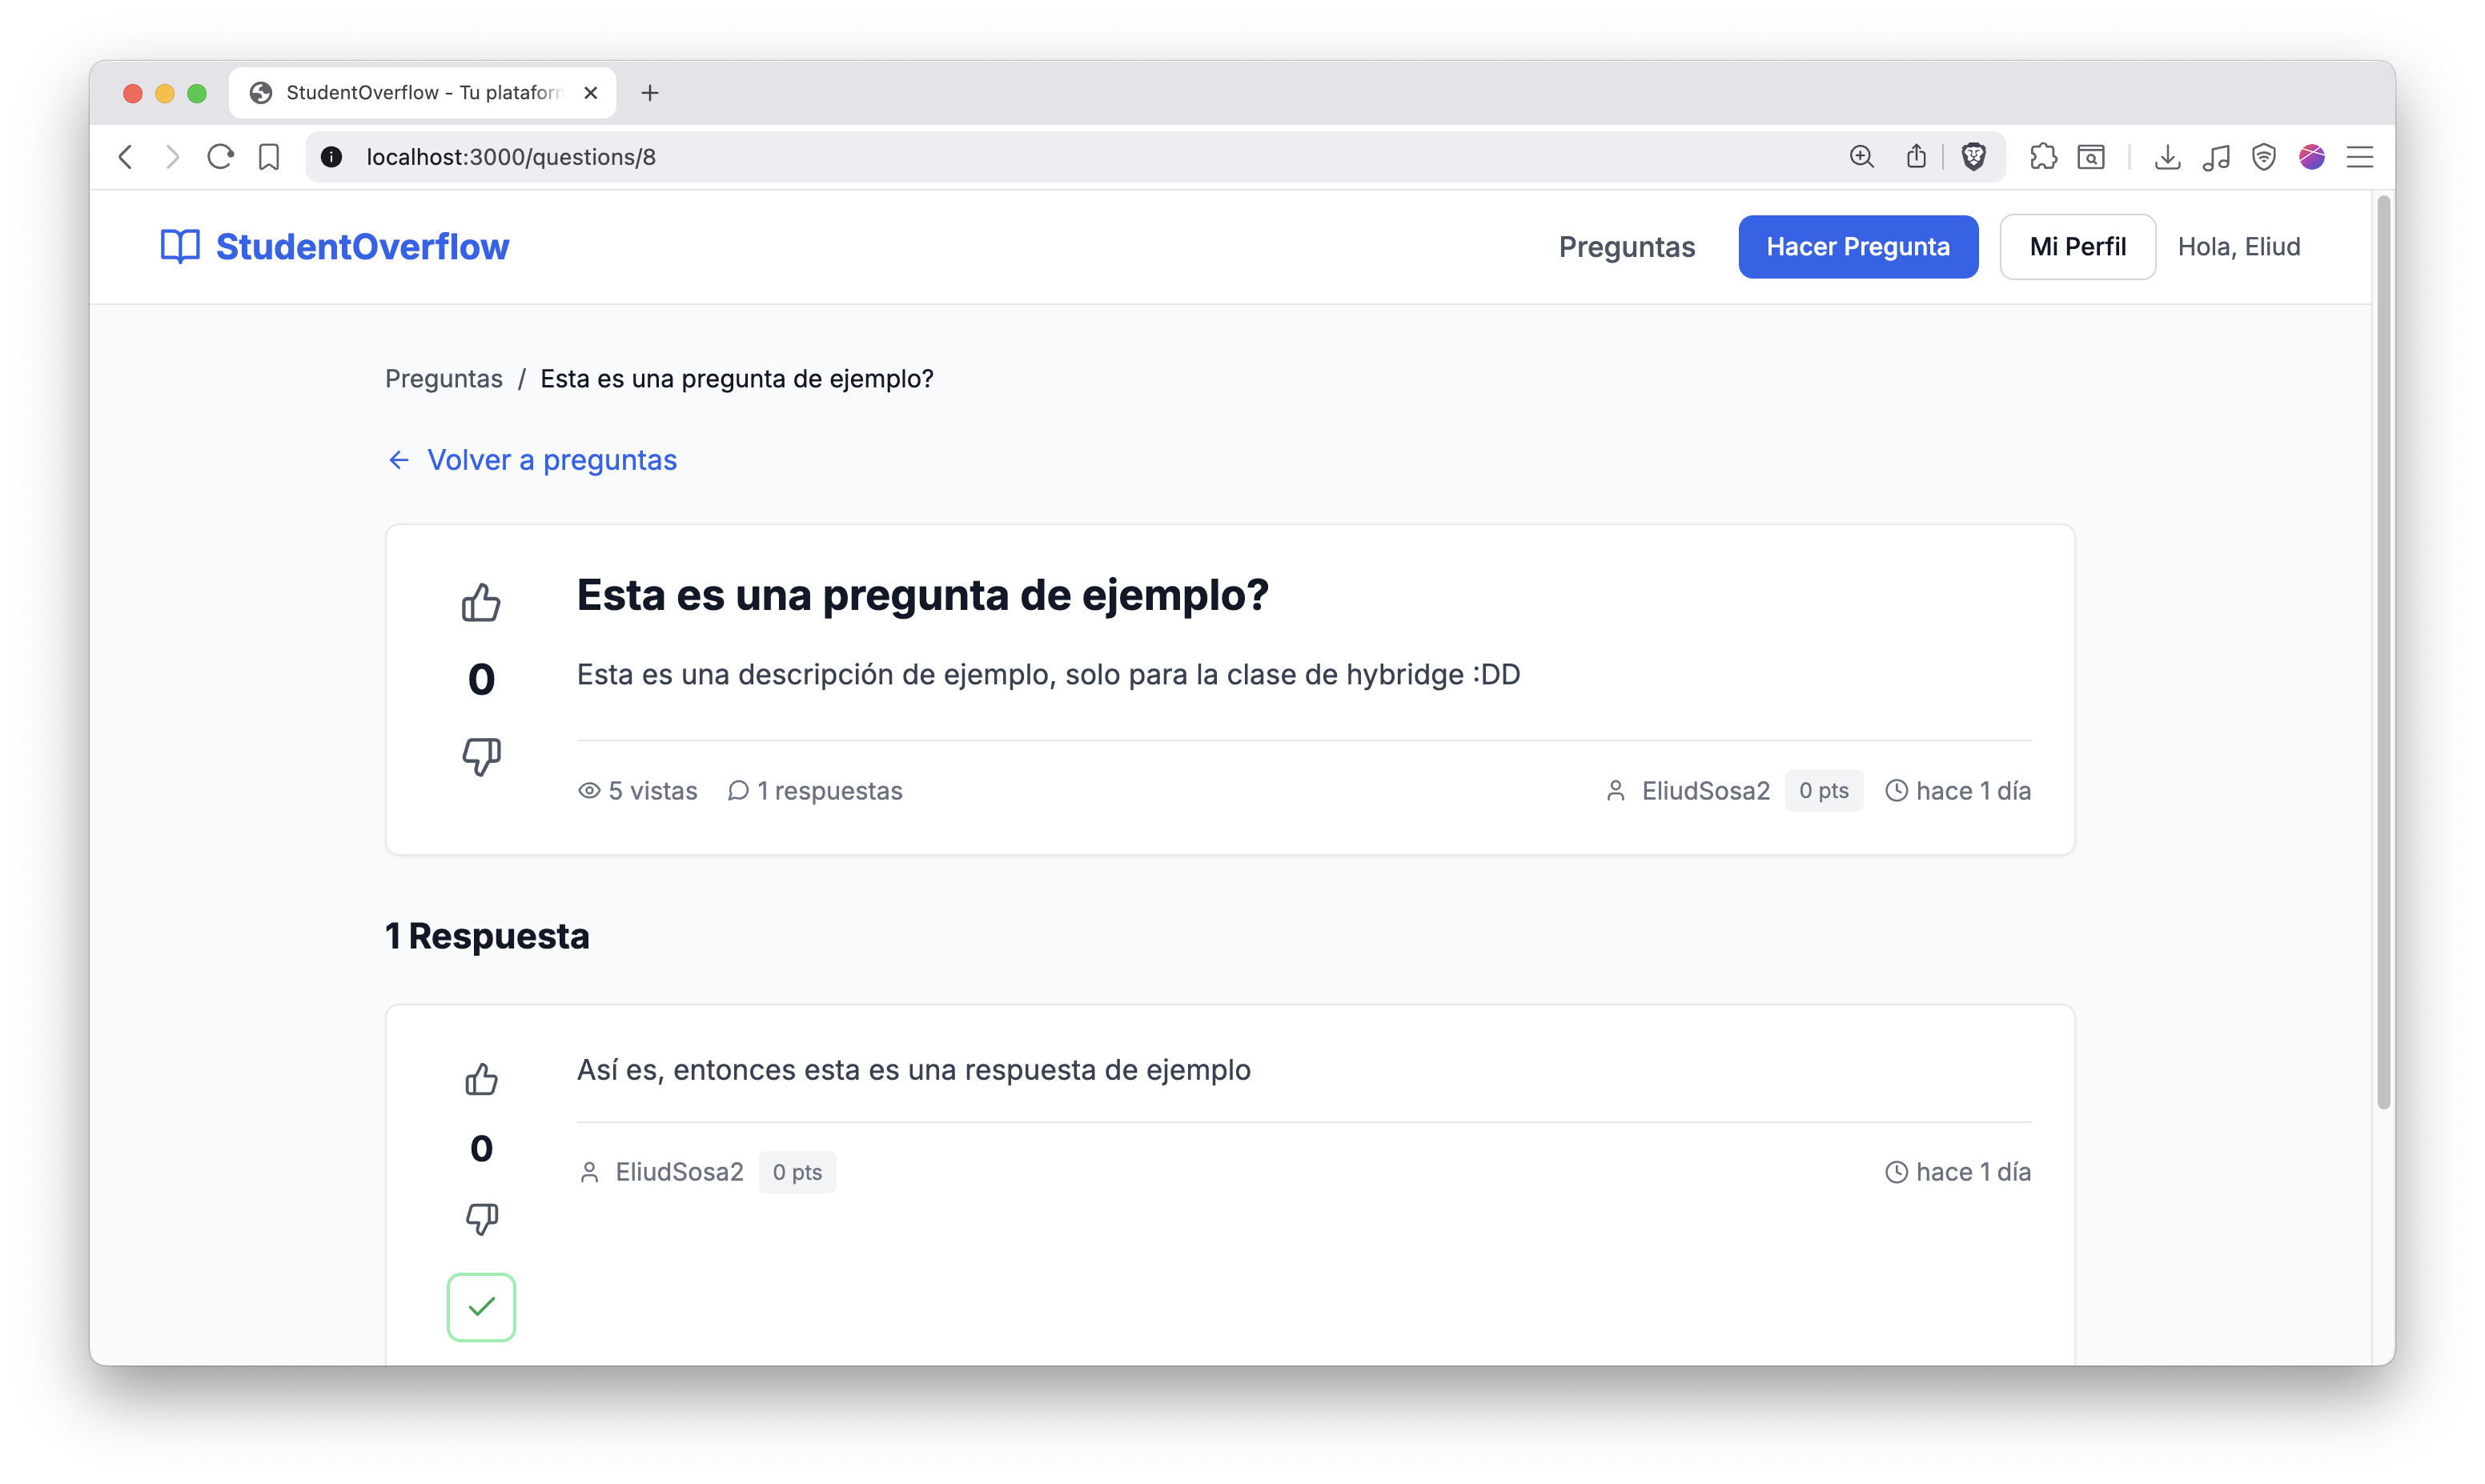 StudentOverflow - Tu platafor
localhost:3000/questions/8
StudentOverflow
Preguntas
Hacer Pregunta
Mi Perfil
Hola, Eliud
Preguntas / Esta es una pregunta de ejemplo?
Volver a preguntas
Esta es una pregunta de ejemplo?
0
Esta es una descripción de ejemplo, solo para la clase de hybridge :DD
5 vistas
1 respuestas
EliudSosa2
0 pts
hace 1 día
1 Respuesta
Así es, entonces esta es una respuesta de ejemplo
0
EliudSosa2
0 pts
hace 1 día